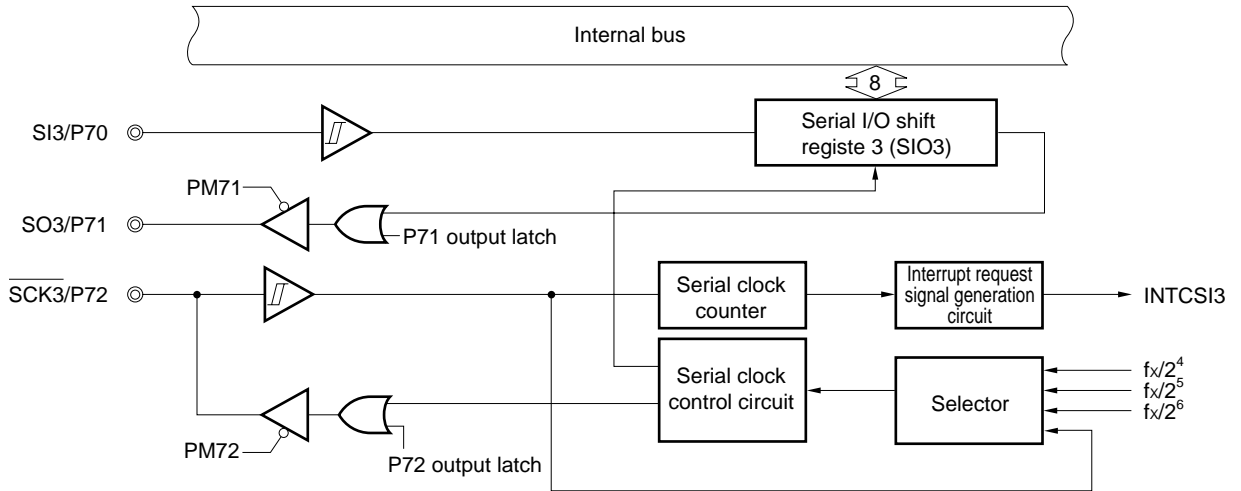 Internal bus
8
SI3/P70
Serial I/O shift
registe 3 (SIO3)
PM71
SO3/P71
P71 output latch
SCK3/P72
Serial clock
counter
Interrupt request
signal generation
circuit
INTCSI3
Serial clock
control circuit
Selector
fX/2⁴
fX/2⁵
fX/2⁶
PM72
P72 output latch